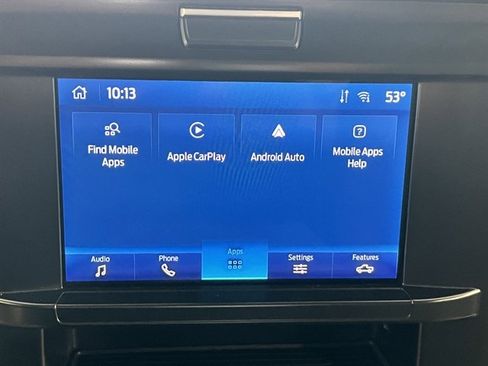 10:13 53°
Find Mobile
Apps
Apple CarPlay
Android Auto
Mobile Apps
Help
Audio Phone Apps Settings Features